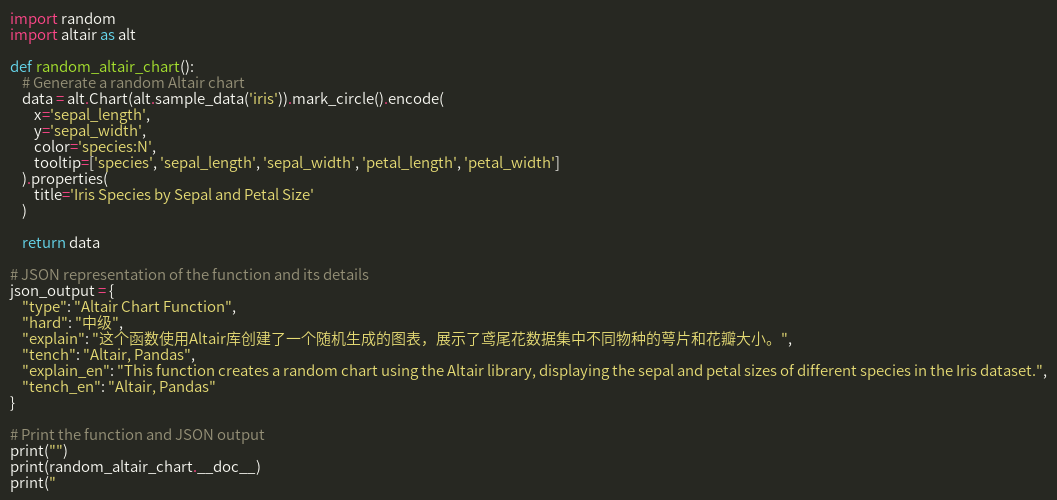 import random
import altair as alt

def random_altair_chart():
    # Generate a random Altair chart
    data = alt.Chart(alt.sample_data('iris')).mark_circle().encode(
        x='sepal_length',
        y='sepal_width',
        color='species:N',
        tooltip=['species', 'sepal_length', 'sepal_width', 'petal_length', 'petal_width']
    ).properties(
        title='Iris Species by Sepal and Petal Size'
    )

    return data

# JSON representation of the function and its details
json_output = {
    "type": "Altair Chart Function",
    "hard": "中级",
    "explain": "这个函数使用Altair库创建了一个随机生成的图表，展示了鸢尾花数据集中不同物种的萼片和花瓣大小。",
    "tench": "Altair, Pandas",
    "explain_en": "This function creates a random chart using the Altair library, displaying the sepal and petal sizes of different species in the Iris dataset.",
    "tench_en": "Altair, Pandas"
}

# Print the function and JSON output
print("")
print(random_altair_chart.__doc__)
print("